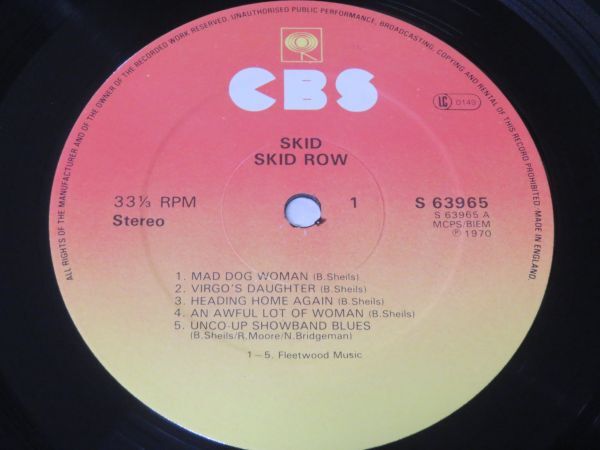 ALL RIGHTS OF THE MANUFACTURER AND OF THE OWNER OF THE RECORDED WORK RESERVED. UNAUTHORISED PUBLIC PERFORMANCE, BROADCASTING, COPYING AND RENTAL OF THIS RECORD PROHIBITED. MADE IN ENGLAND.
CBS
LC 0149
SKID
SKID ROW
33⅓ RPM
Stereo
1
S 63965
S 63965 A
MCPS/BIEM
℗ 1970
1. MAD DOG WOMAN (B.Sheils)
2. VIRGO'S DAUGHTER (B.Sheils)
3. HEADING HOME AGAIN (B.Sheils)
4. AN AWFUL LOT OF WOMAN (B.Sheils)
5. UNCO-UP SHOWBAND BLUES
(B.Sheils/R.Moore/N.Bridgeman)
1–5. Fleetwood Music